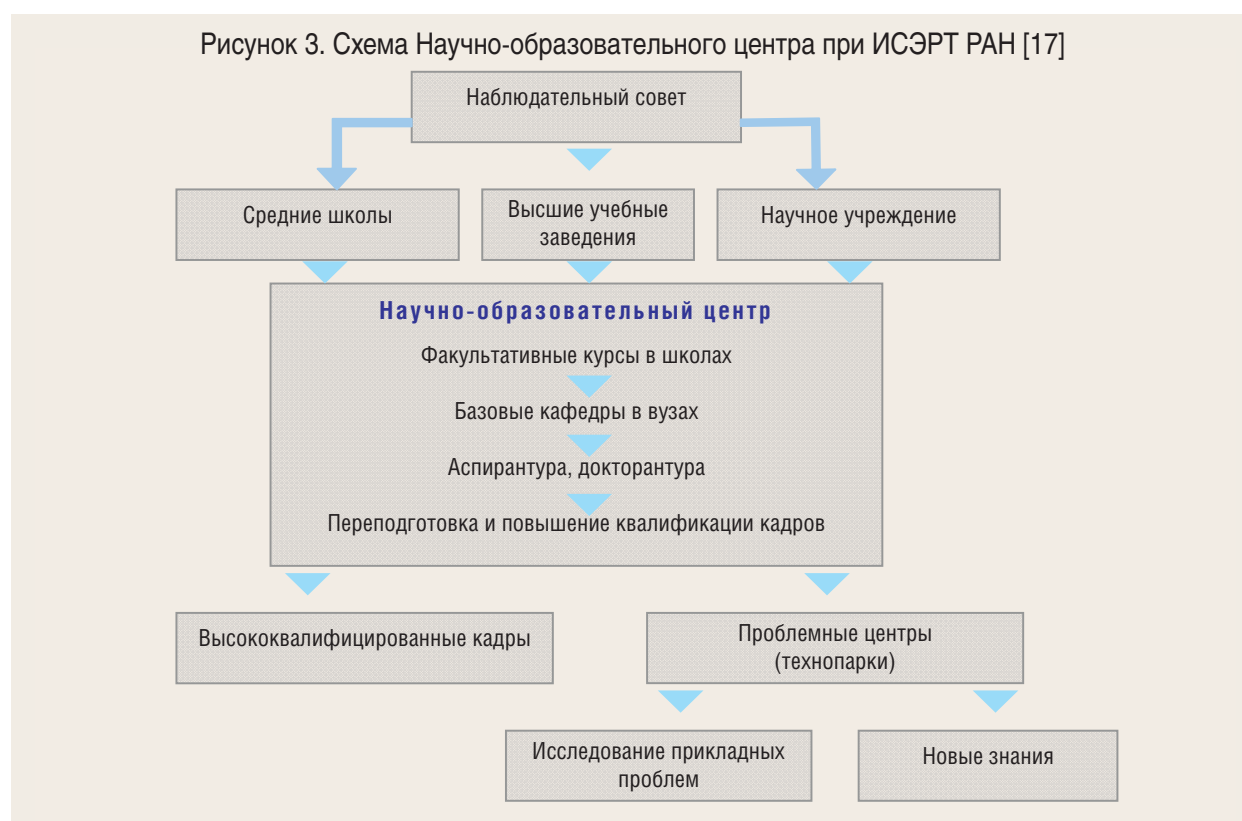 Рисунок 3. Схема Научно-образовательного центра при ИСЭРТ РАН [17]
Наблюдательный совет
Средние школы
Высшие учебные
заведения
Научное учреждение
Научно-образовательный центр
Факультативные курсы в школах
Базовые кафедры в вузах
Аспирантура, докторантура
Переподготовка и повышение квалификации кадров
Высококвалифицированные кадры
Проблемные центры
(технопарки)
Исследование прикладных
проблем
Новые знания